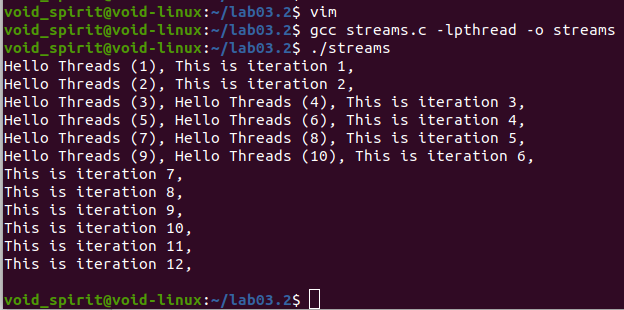 void_spirit@void-linux:~/lab03.2$ vim
void_spirit@void-linux:~/lab03.2$ gcc streams.c -lpthread -o streams
void_spirit@void-linux:~/lab03.2$ ./streams
Hello Threads (1), This is iteration 1,
Hello Threads (2), This is iteration 2,
Hello Threads (3), Hello Threads (4), This is iteration 3,
Hello Threads (5), Hello Threads (6), This is iteration 4,
Hello Threads (7), Hello Threads (8), This is iteration 5,
Hello Threads (9), Hello Threads (10), This is iteration 6,
This is iteration 7,
This is iteration 8,
This is iteration 9,
This is iteration 10,
This is iteration 11,
This is iteration 12,
void_spirit@void-linux:~/lab03.2$